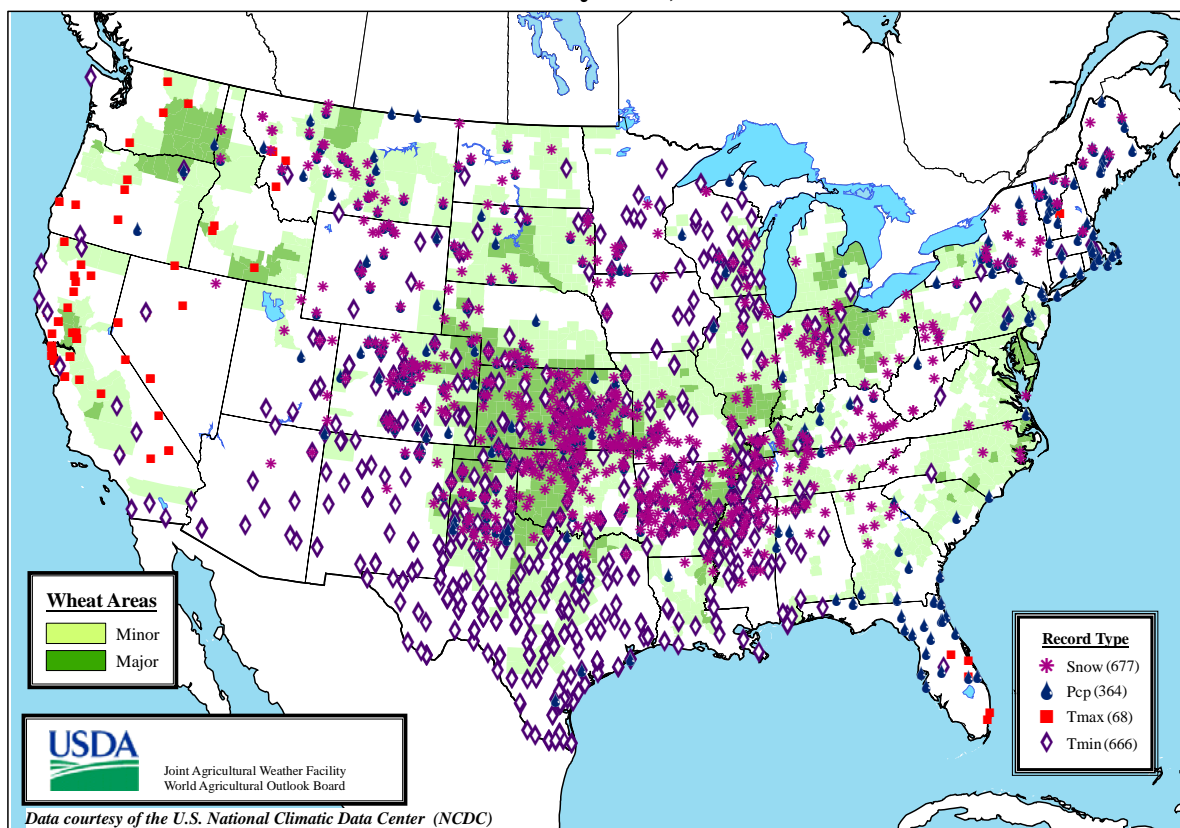 Wheat Areas
Minor
Major
Record Type
Snow (677)
Pcp (364)
Tmax (68)
Tmin (666)
USDA
Joint Agricultural Weather Facility
World Agricultural Outlook Board
Data courtesy of the U.S. National Climatic Data Center (NCDC)